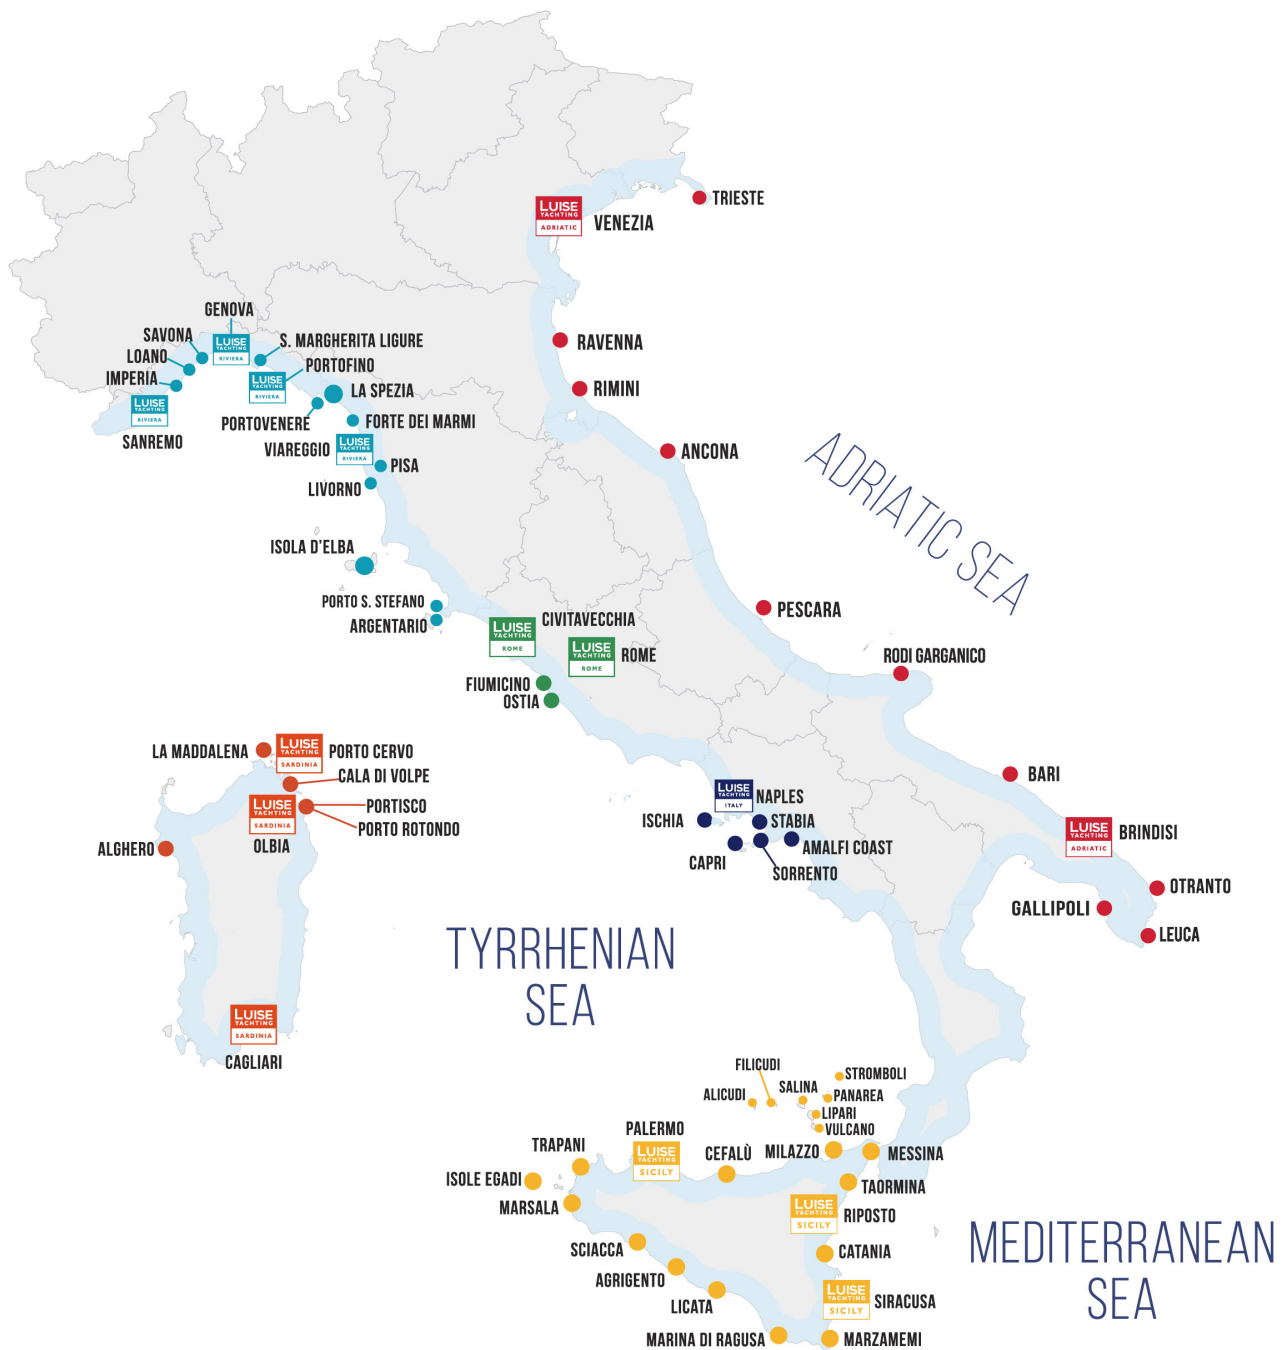 TRIESTE
LUISE
YACHTING
ADRIATIC
VENEZIA
GENOVA
SAVONA
LUISE
YACHTING
RIVIERA
S. MARGHERITA LIGURE
RAVENNA
LOANO
PORTOFINO
IMPERIA
LUISE
YACHTING
RIVIERA
LA SPEZIA
RIMINI
LUISE
YACHTING
RIVIERA
SANREMO
PORTOVENERE
FORTE DEI MARMI
VIAREGGIO
LUISE
YACHTING
RIVIERA
ANCONA
PISA
LIVORNO
ADRIATIC SEA
ISOLA D'ELBA
PORTO S. STEFANO
ARGENTARIO
LUISE
YACHTING
ROME
CIVITAVECCHIA
PESCARA
LUISE
YACHTING
ROME
ROME
RODI GARGANICO
FIUMICINO
OSTIA
LA MADDALENA
LUISE
YACHTING
SARDINIA
PORTO CERVO
CALA DI VOLPE
BARI
LUISE
YACHTING
SARDINIA
OLBIA
PORTISCO
PORTO ROTONDO
LUISE
YACHTING
ITALY
NAPLES
ISCHIA
STABIA
AMALFI COAST
CAPRI
SORRENTO
LUISE
YACHTING
ADRIATIC
BRINDISI
ALGHERO
OTRANTO
GALLIPOLI
LEUCA
TYRRHENIAN
SEA
LUISE
YACHTING
SARDINIA
CAGLIARI
FILICUDI
STROMBOLI
ALICUDI
SALINA
PANAREA
LIPARI
VULCANO
PALERMO
LUISE
YACHTING
SICILY
TRAPANI
CEFALÙ
MILAZZO
MESSINA
ISOLE EGADI
TAORMINA
MARSALA
LUISE
YACHTING
SICILY
RIPOSTO
SCIACCA
CATANIA
AGRIGENTO
LICATA
LUISE
YACHTING
SICILY
SIRACUSA
MARINA DI RAGUSA
MARZAMEMI
MEDITERRANEAN
SEA